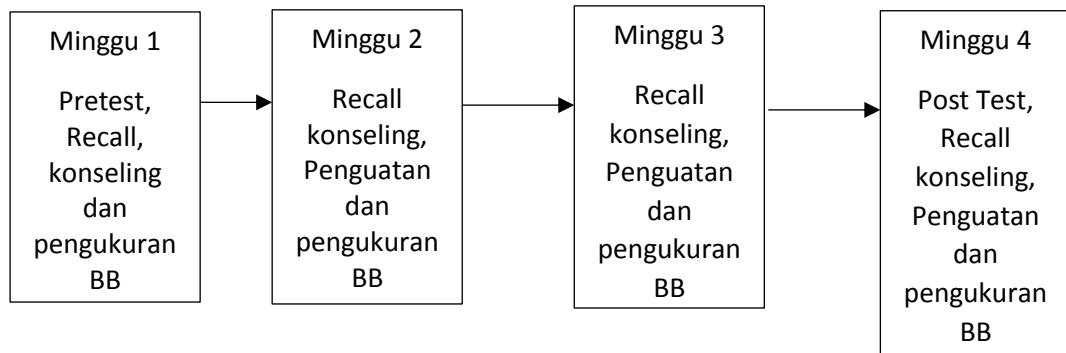 Minggu 1
Pretest,
Recall,
konseling
dan
pengukuran
BB
Minggu 2
Recall
konseling,
Penguatan
dan
pengukuran
BB
Minggu 3
Recall
konseling,
Penguatan
dan
pengukuran
BB
Minggu 4
Post Test,
Recall
konseling,
Penguatan
dan
pengukuran
BB